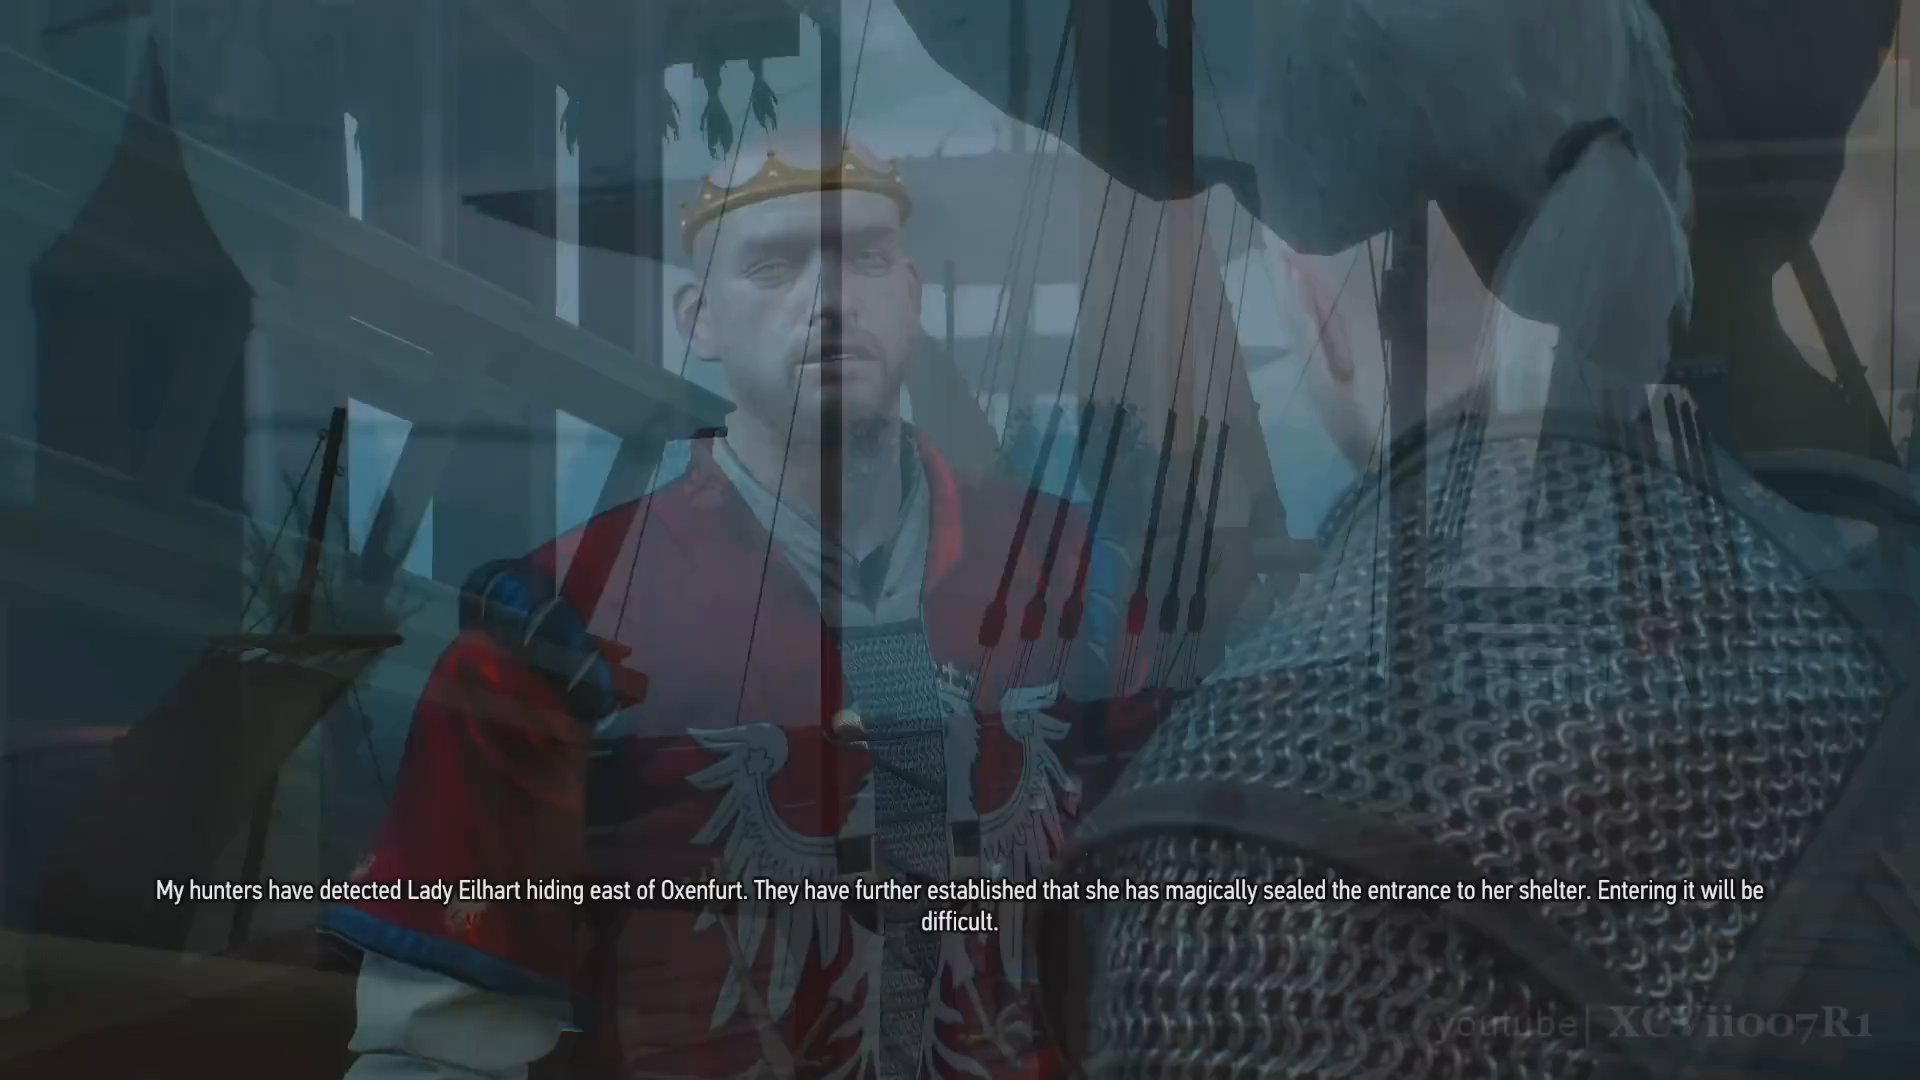 My hunters have detected Lady Eilhart hiding east of Oxenfurt. They have further established that she has magically sealed the entrance to her shelter. Entering it will be
difficult.
youtube| XCVii007R1